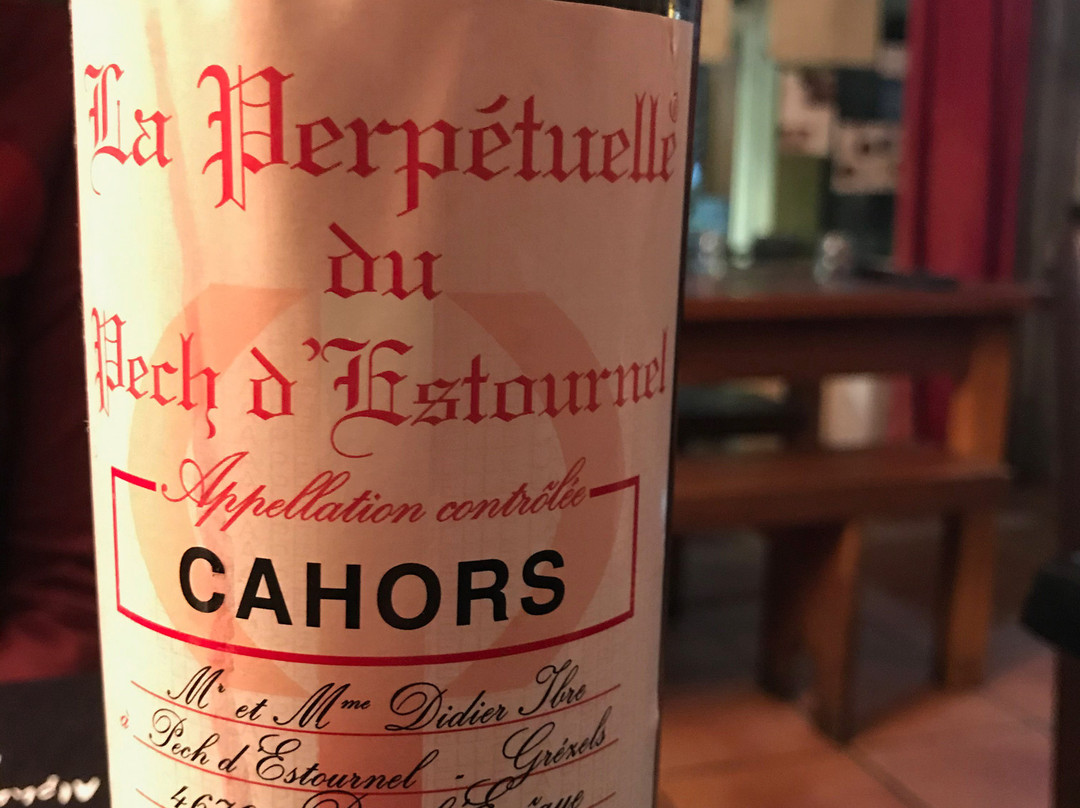 La Perpétuelle®
du
Pech d'Estournel
Appellation contrôlée
CAHORS
Mr et Mme Didier Ibre
à Pech d'Estournel - Grézels